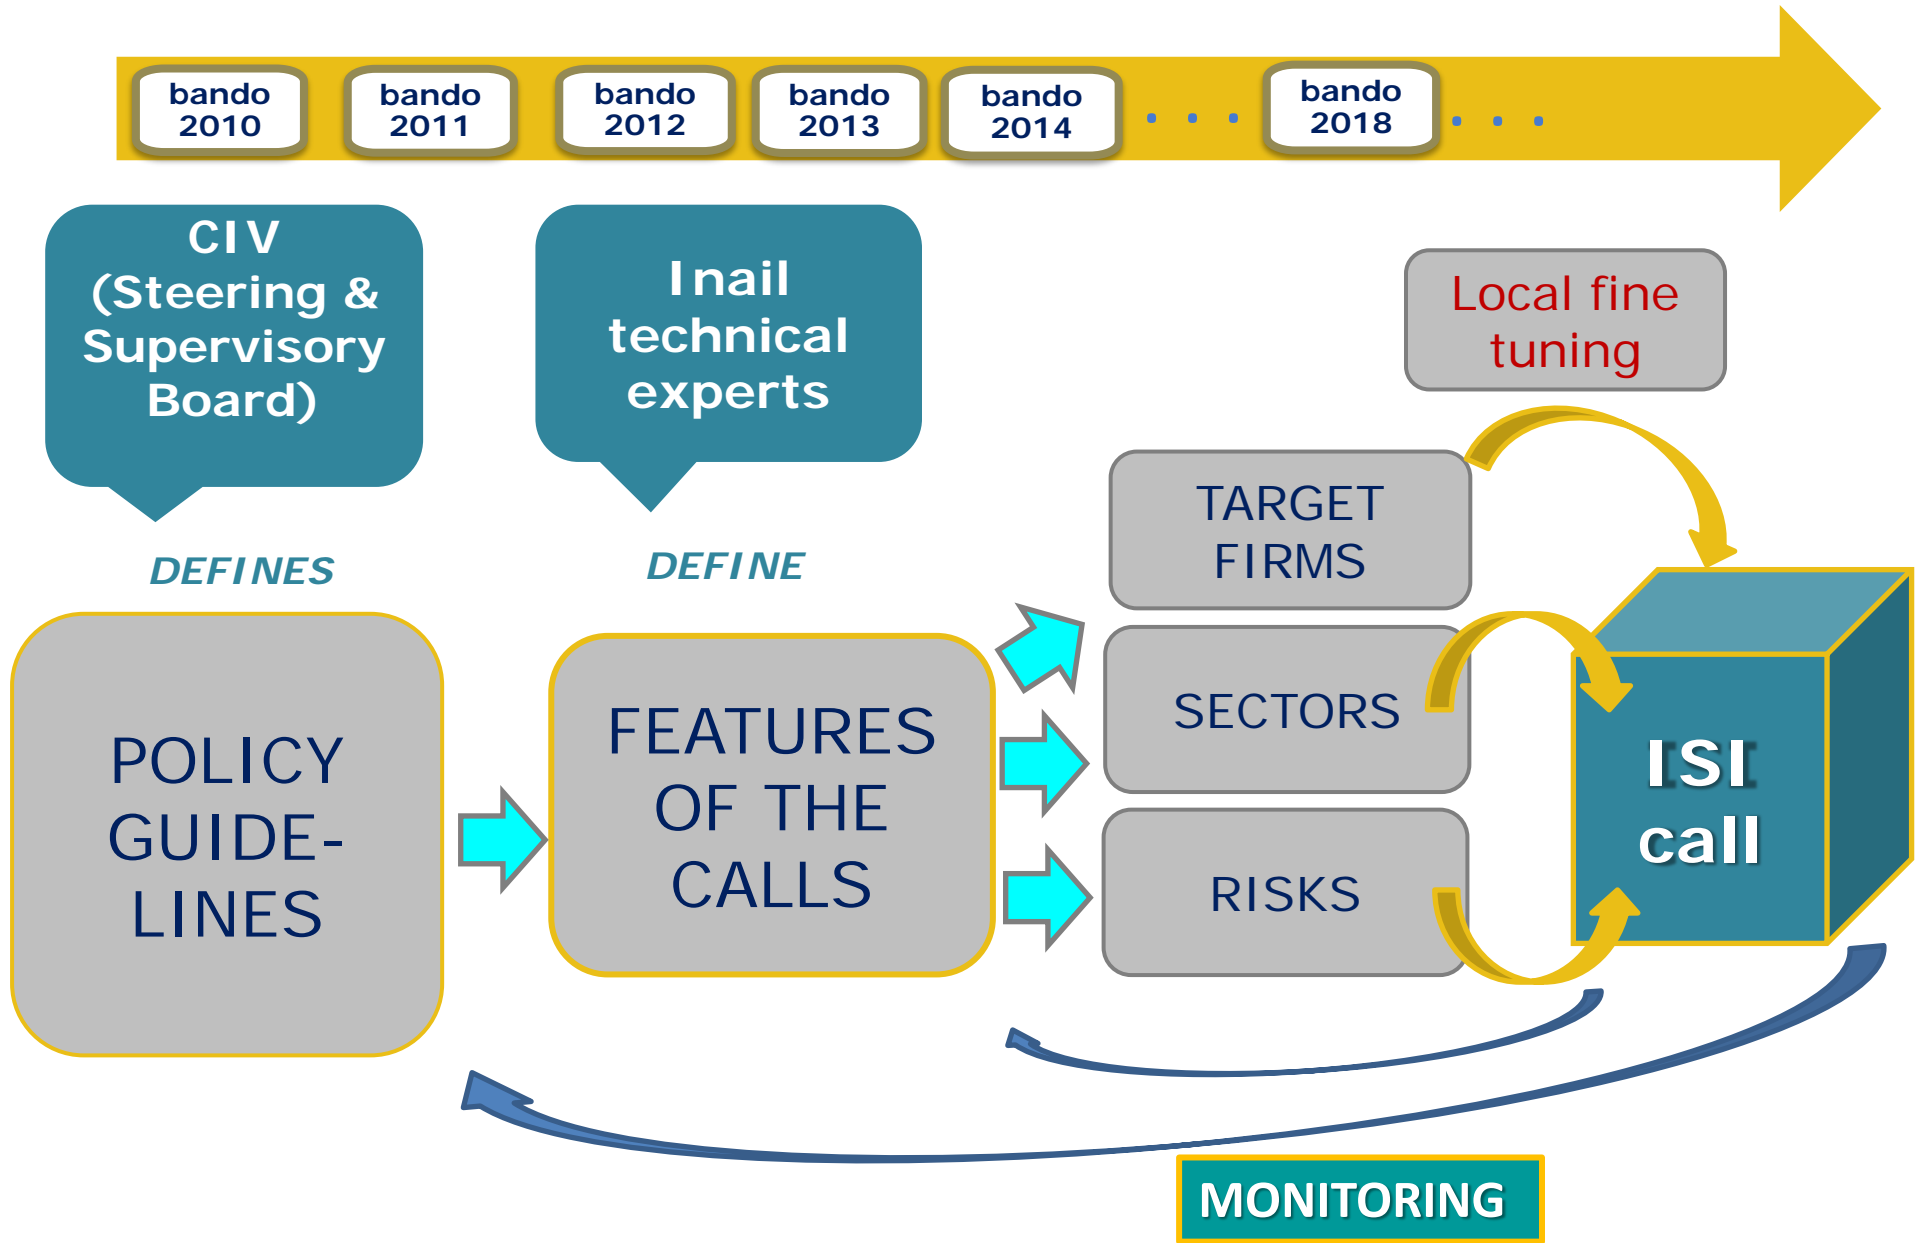 bando
2010
bando
2011
bando
2012
bando
2013
bando
2014
. . .
bando
2018
. . .
CIV
(Steering &
Supervisory
Board)
Inail
technical
experts
Local fine
tuning
DEFINES
DEFINE
TARGET
FIRMS
POLICY
GUIDE-
LINES
FEATURES
OF THE
CALLS
SECTORS
RISKS
ISI
call
MONITORING